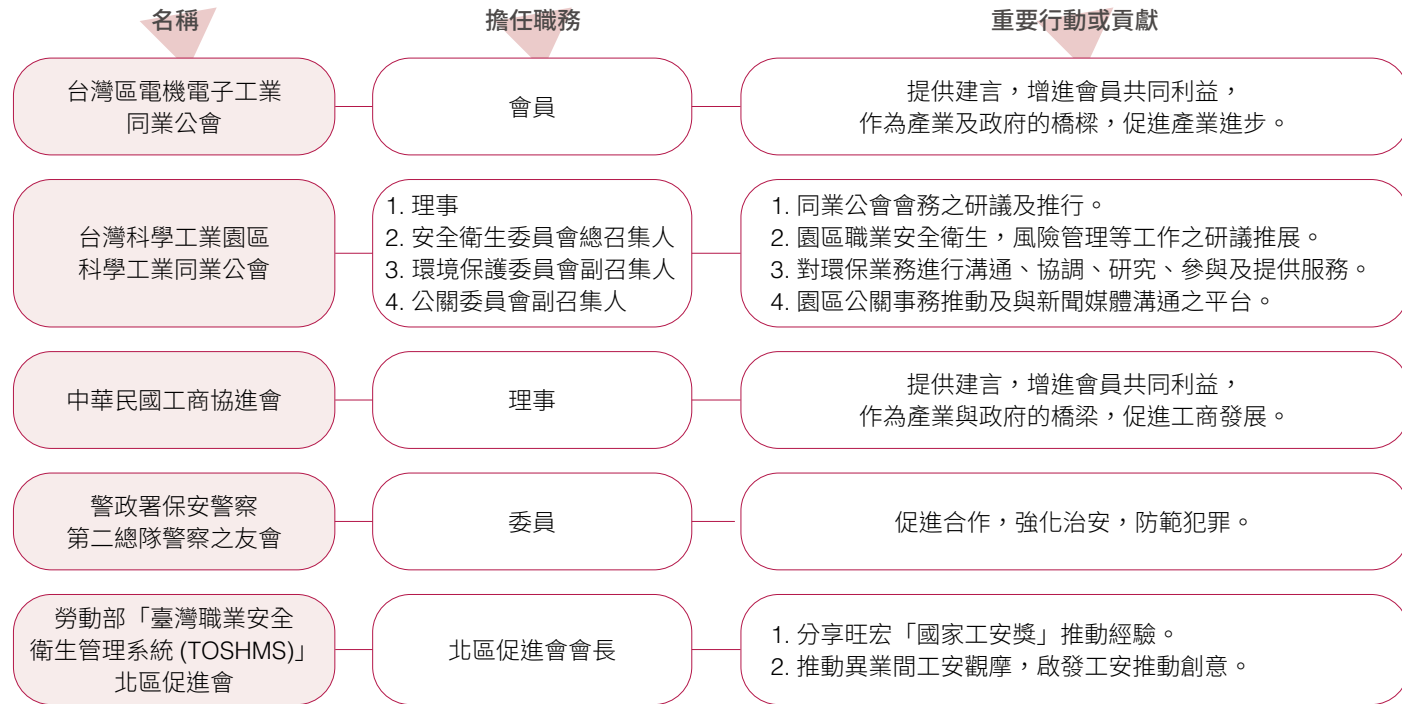 名稱
擔任職務
重要行動或貢獻
台灣區電機電子工業
同業公會
會員
提供建言，增進會員共同利益，
作為產業及政府的橋樑，促進產業進步。
台灣科學工業園區
科學工業同業公會
1. 理事
2. 安全衛生委員會總召集人
3. 環境保護委員會副召集人
4. 公關委員會副召集人
1. 同業公會會務之研議及推行。
2. 園區職業安全衛生，風險管理等工作之研議推展。
3. 對環保業務進行溝通、協調、研究、參與及提供服務。
4. 園區公關事務推動及與新聞媒體溝通之平台。
中華民國工商協進會
理事
提供建言，增進會員共同利益，
作為產業與政府的橋梁，促進工商發展。
警政署保安警察
第二總隊警察之友會
委員
促進合作，強化治安，防範犯罪。
勞動部「臺灣職業安全
衛生管理系統 (TOSHMS)」
北區促進會
北區促進會會長
1. 分享旺宏「國家工安獎」推動經驗。
2. 推動異業間工安觀摩，啟發工安推動創意。